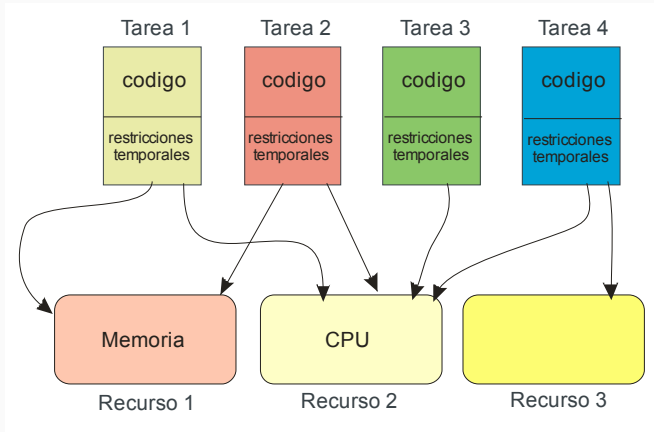 Tarea 1
Tarea 2
Tarea 3
Tarea 4
codigo
codigo
codigo
codigo
restricciones
temporales
restricciones
temporales
restricciones
temporales
restricciones
temporales
Memoria
CPU
Recurso 1
Recurso 2
Recurso 3